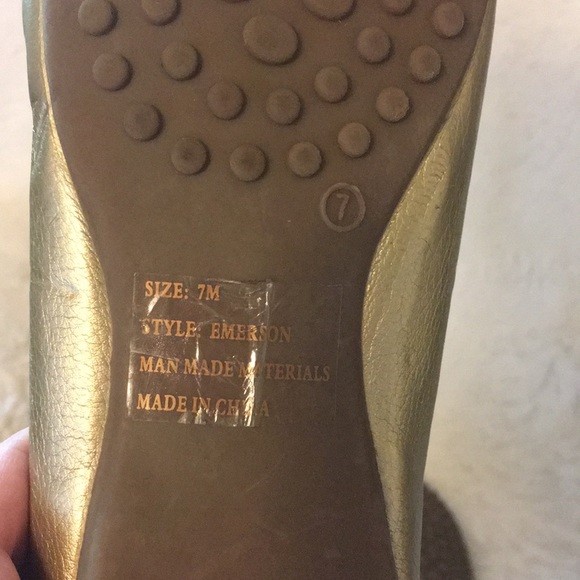 7
SIZE: 7M
STYLE: EMERSON
MAN MADE MATERIALS
MADE IN CHINA